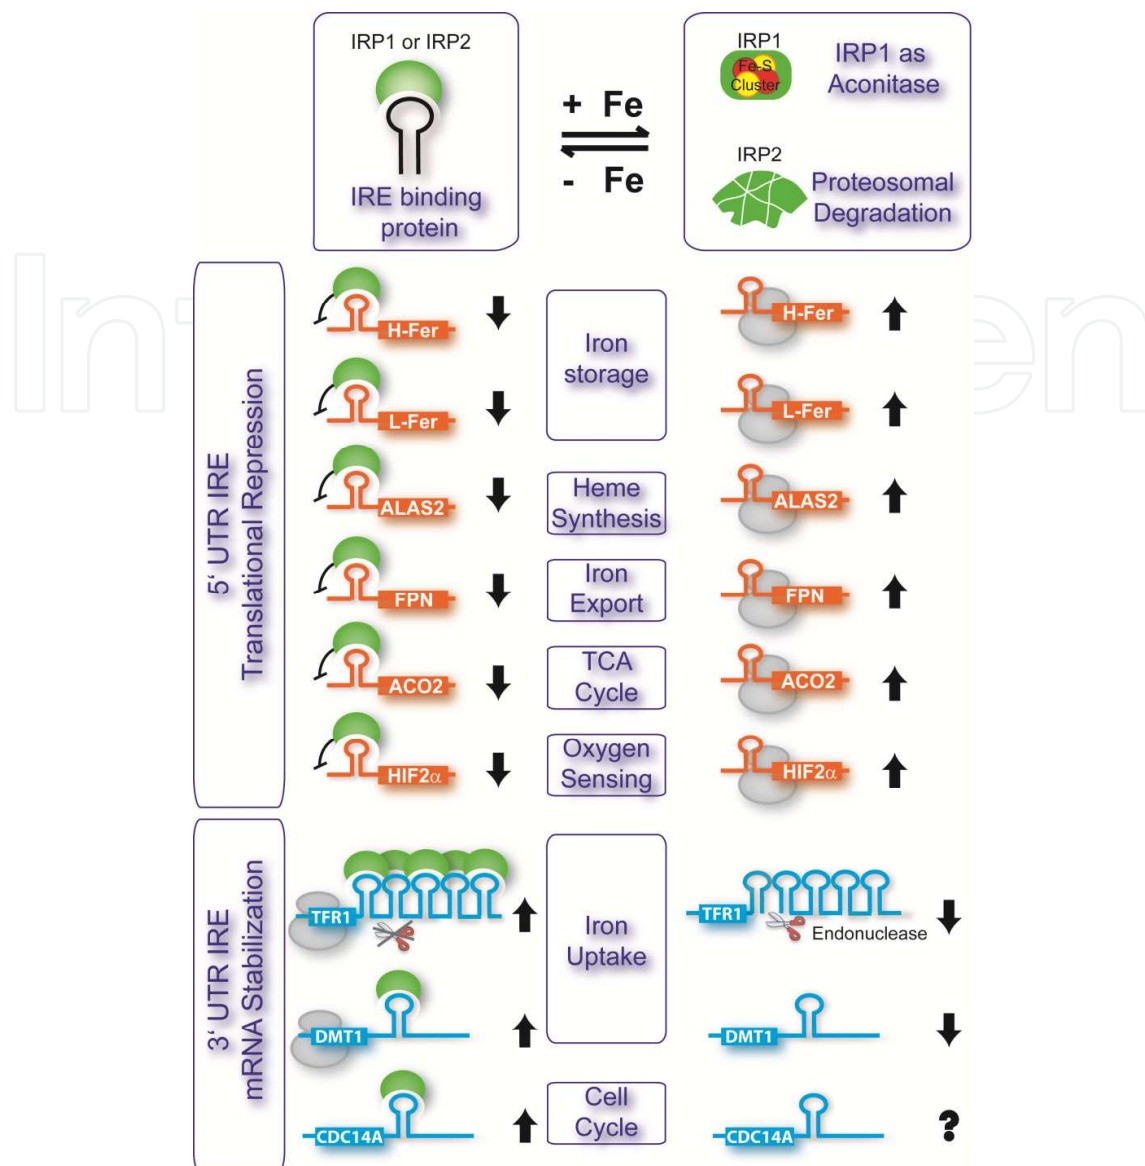 IRP1 or IRP2
IRE binding
protein
+ Fe
- Fe
IRP1
Fe-S
Cluster
IRP1 as
Aconitase
IRP2
Proteosomal
Degradation
5‘ UTR IRE
Translational Repression
H-Fer
Iron
storage
H-Fer
L-Fer
L-Fer
ALAS2
Heme
Synthesis
ALAS2
FPN
Iron
Export
FPN
ACO2
TCA
Cycle
ACO2
HIF2α
Oxygen
Sensing
HIF2α
3‘ UTR IRE
mRNA Stabilization
TFR1
Iron
Uptake
TFR1
Endonuclease
DMT1
DMT1
CDC14A
Cell
Cycle
CDC14A
?